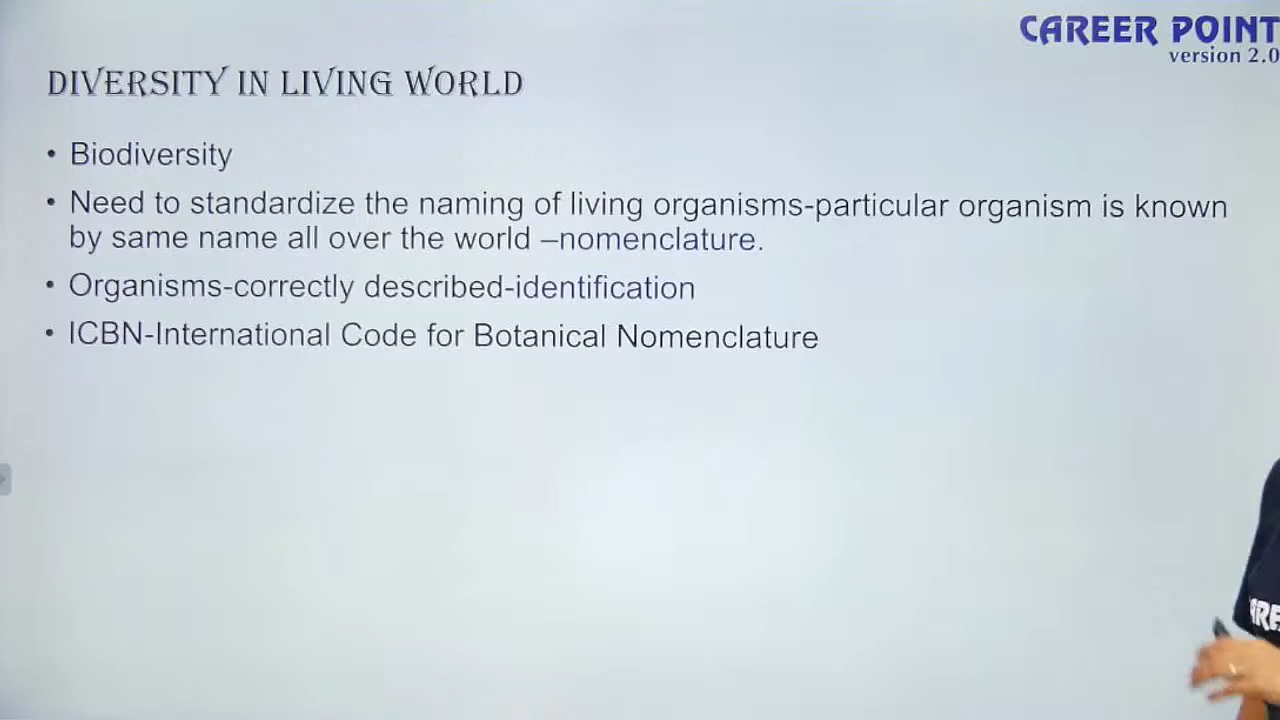 CAREER POINT
version 2.0
DIVERSITY IN LIVING WORLD
• Biodiversity
• Need to standardize the naming of living organisms-particular organism is known
by same name all over the world –nomenclature.
• Organisms-correctly described-identification
• ICBN-International Code for Botanical Nomenclature